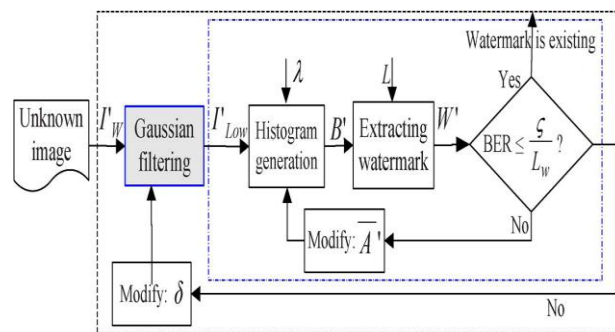 Watermark is existing
Yes
λ
L
Unknown image
I'W
Gaussian filtering
I'Low
Histogram generation
B'
Extracting watermark
W'
BER ≤ ς/Lw ?
No
Modify: A̅'
Modify: δ
No